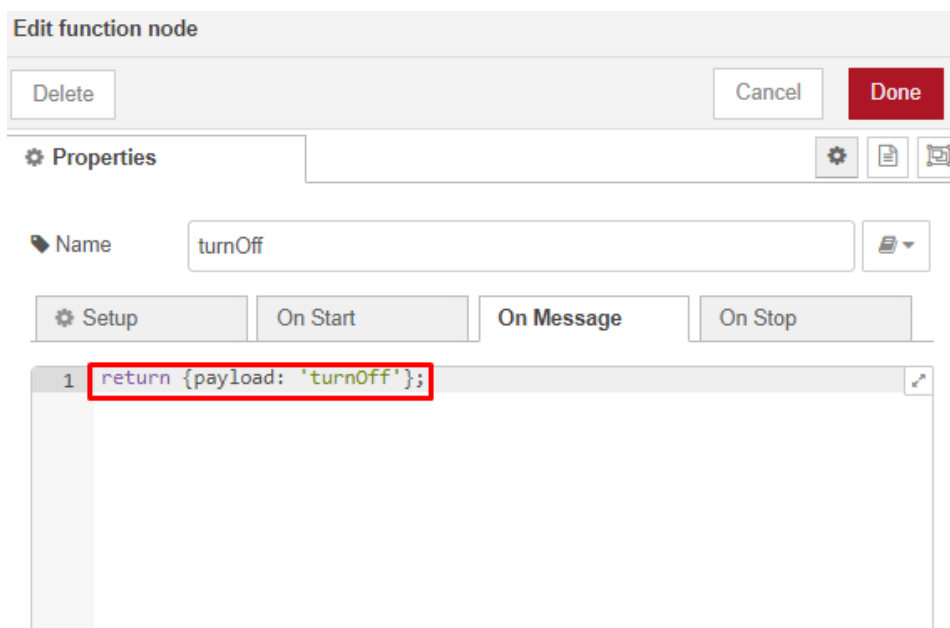 Edit function node
Delete Cancel Done
Properties
Name turnOff
Setup On Start On Message On Stop
1 return {payload: 'turnOff'};